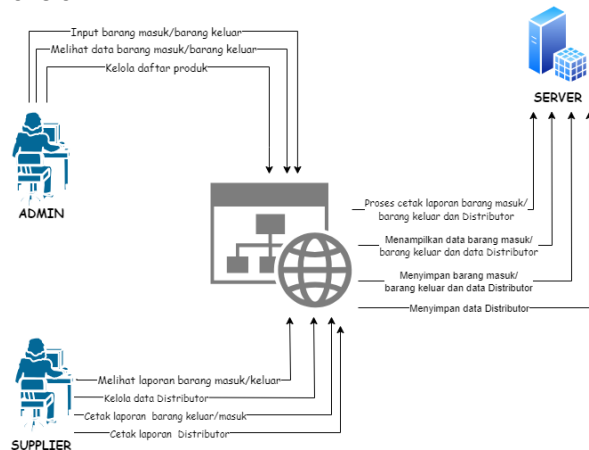 Input barang masuk/barang keluar
Melihat data barang masuk/barang keluar
Kelola daftar produk
SERVER
ADMIN
Proses cetak laporan barang masuk/
barang keluar dan Distributor
Menampilkan data barang masuk/
barang keluar dan data Distributor
Menyimpan barang masuk/
barang keluar dan data Distributor
Menyimpan data Distributor
Melihat laporan barang masuk/keluar
Kelola data Distributor
Cetak laporan barang keluar/masuk
Cetak laporan Distributor
SUPPLIER